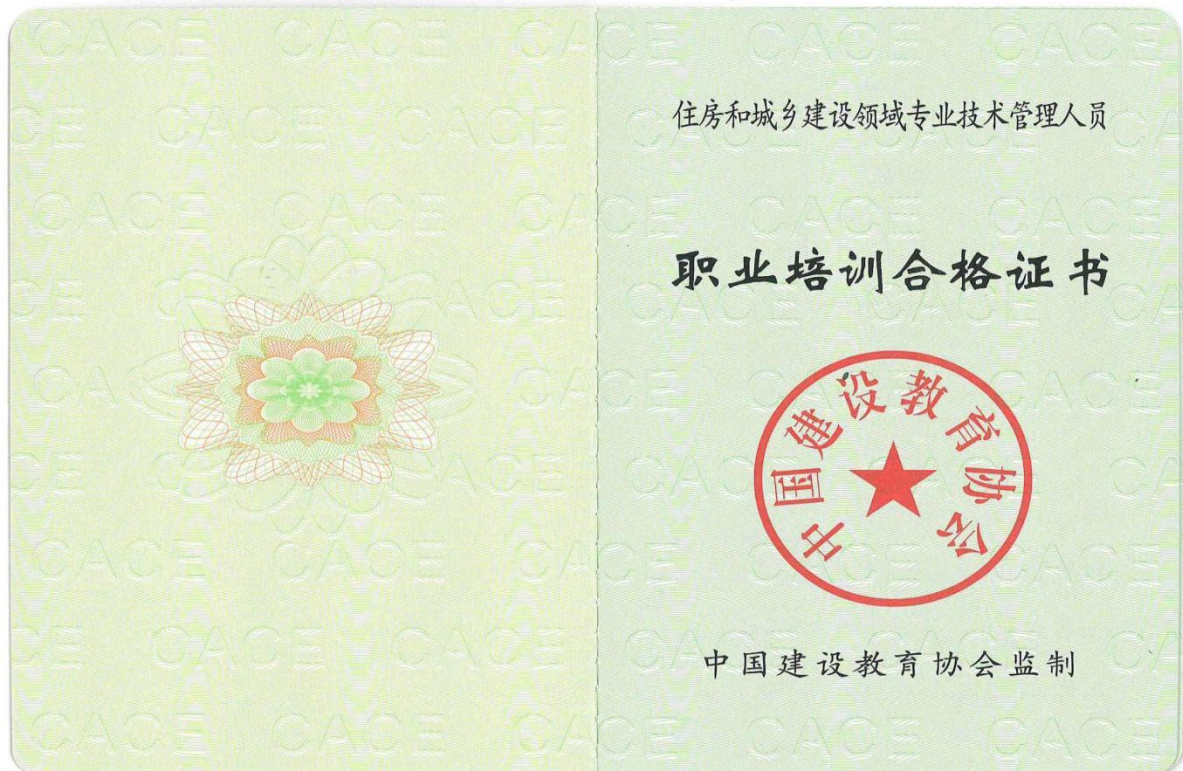 住房和城乡建设领域专业技术管理人员
职业培训合格证书
中国建设教育协会
中国建设教育协会监制
CACE